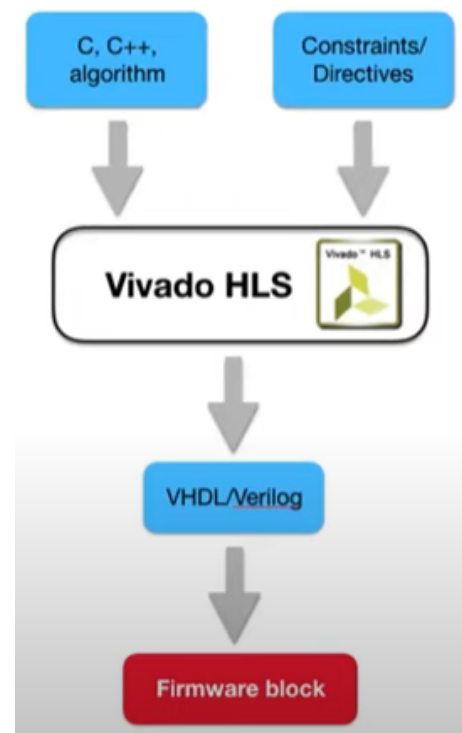 C, C++,
algorithm
Constraints/
Directives
Vivado HLS
Vivado™ HLS
VHDL/Verilog
Firmware block